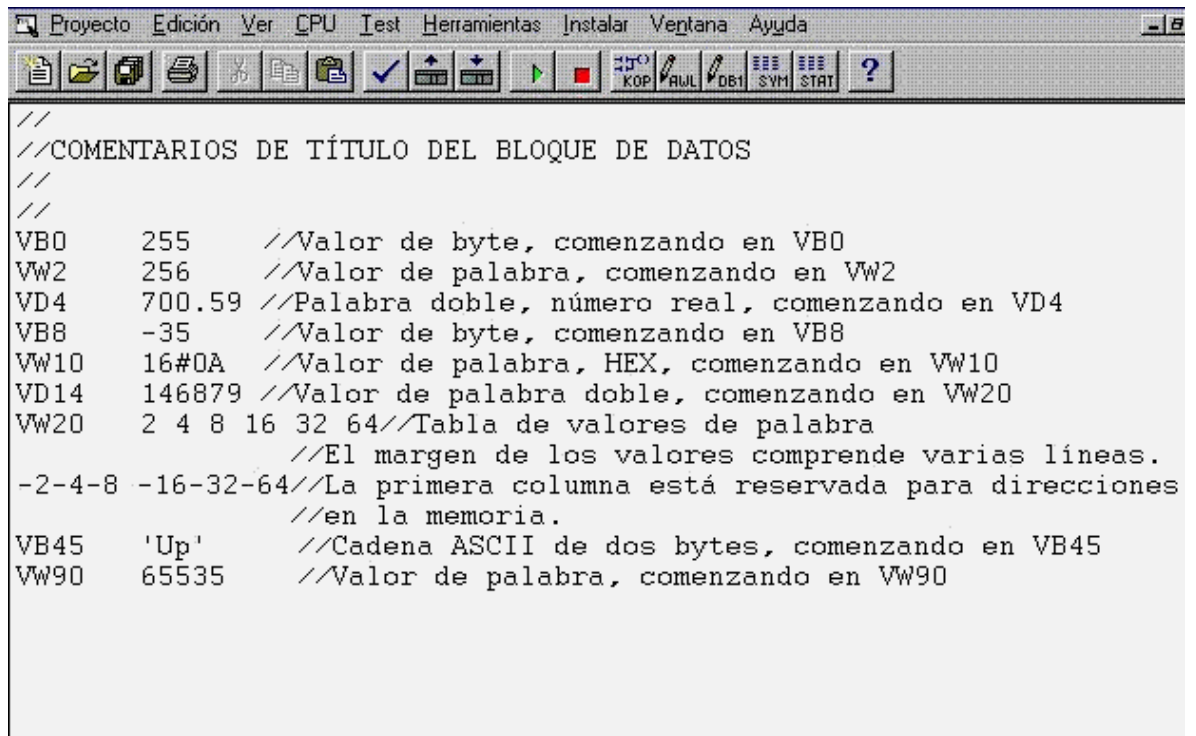 Proyecto Edición Ver CPU Test Herramientas Instalar Ventana Ayuda
KOP AWL DB1 SYM STAT ?
//
//COMENTARIOS DE TÍTULO DEL BLOQUE DE DATOS
//
//
VB0 255 //Valor de byte, comenzando en VB0
VW2 256 //Valor de palabra, comenzando en VW2
VD4 700.59 //Palabra doble, número real, comenzando en VD4
VB8 -35 //Valor de byte, comenzando en VB8
VW10 16#0A //Valor de palabra, HEX, comenzando en VW10
VD14 146879 //Valor de palabra doble, comenzando en VW20
VW20 2 4 8 16 32 64//Tabla de valores de palabra
//El margen de los valores comprende varias líneas.
-2-4-8 -16-32-64//La primera columna está reservada para direcciones
//en la memoria.
VB45 'Up' //Cadena ASCII de dos bytes, comenzando en VB45
VW90 65535 //Valor de palabra, comenzando en VW90